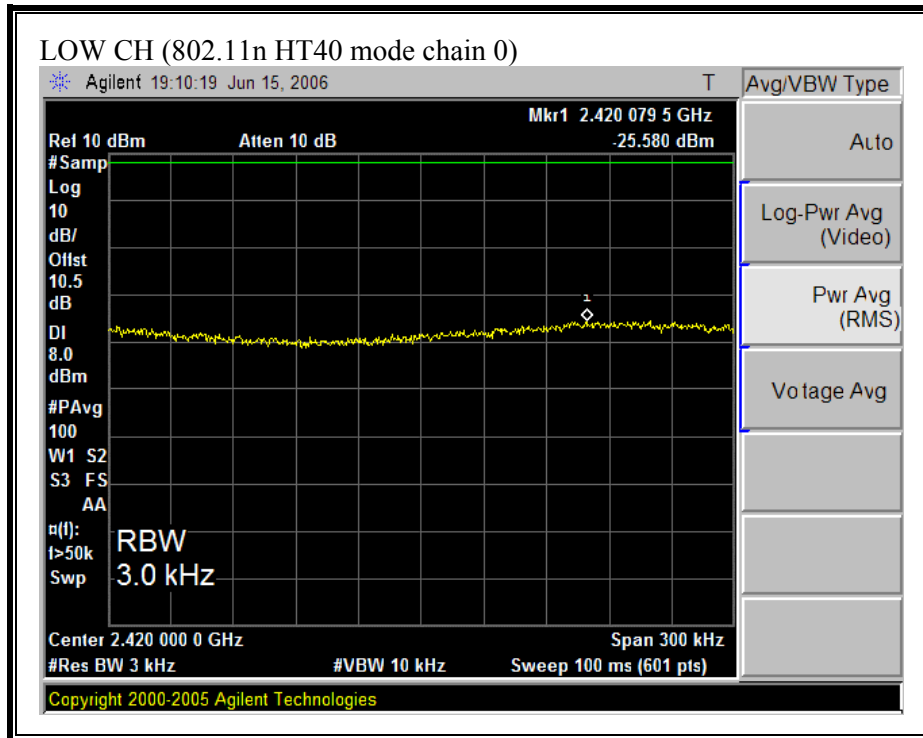 LOW CH (802.11n HT40 mode chain 0)
Agilent 19:10:19 Jun 15, 2006 T
Avg/VBW Type
Mkr1 2.420 079 5 GHz
Ref 10 dBm Atten 10 dB -25.580 dBm
#Samp
Log
10
dB/
Offst
10.5
dB
DI
8.0
dBm
#PAvg
100
W1 S2
S3 FS
AA
¤(f):
f>50k
Swp
1
RBW
3.0 kHz
Center 2.420 000 0 GHz Span 300 kHz
#Res BW 3 kHz #VBW 10 kHz Sweep 100 ms (601 pts)
Copyright 2000-2005 Agilent Technologies
Auto
Log-Pwr Avg
(Video)
Pwr Avg
(RMS)
Voltage Avg